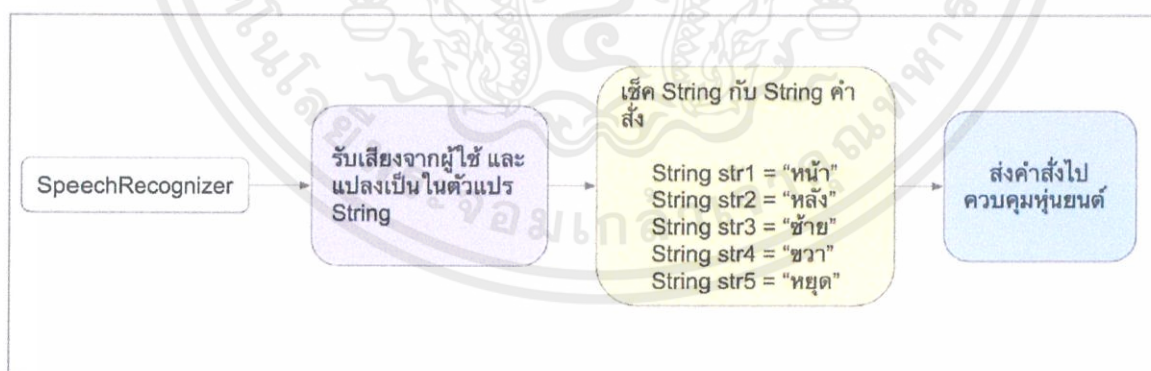 SpeechRecognizer
รับเสียงจากผู้ใช้ และ
แปลงเป็นในตัวแปร
String
เช็ค String กับ String คำ
สั่ง
String str1 = “หน้า”
String str2 = “หลัง”
String str3 = “ซ้าย”
String str4 = “ขวา”
String str5 = “หยุด”
ส่งคำสั่งไป
ควบคุมหุ่นยนต์